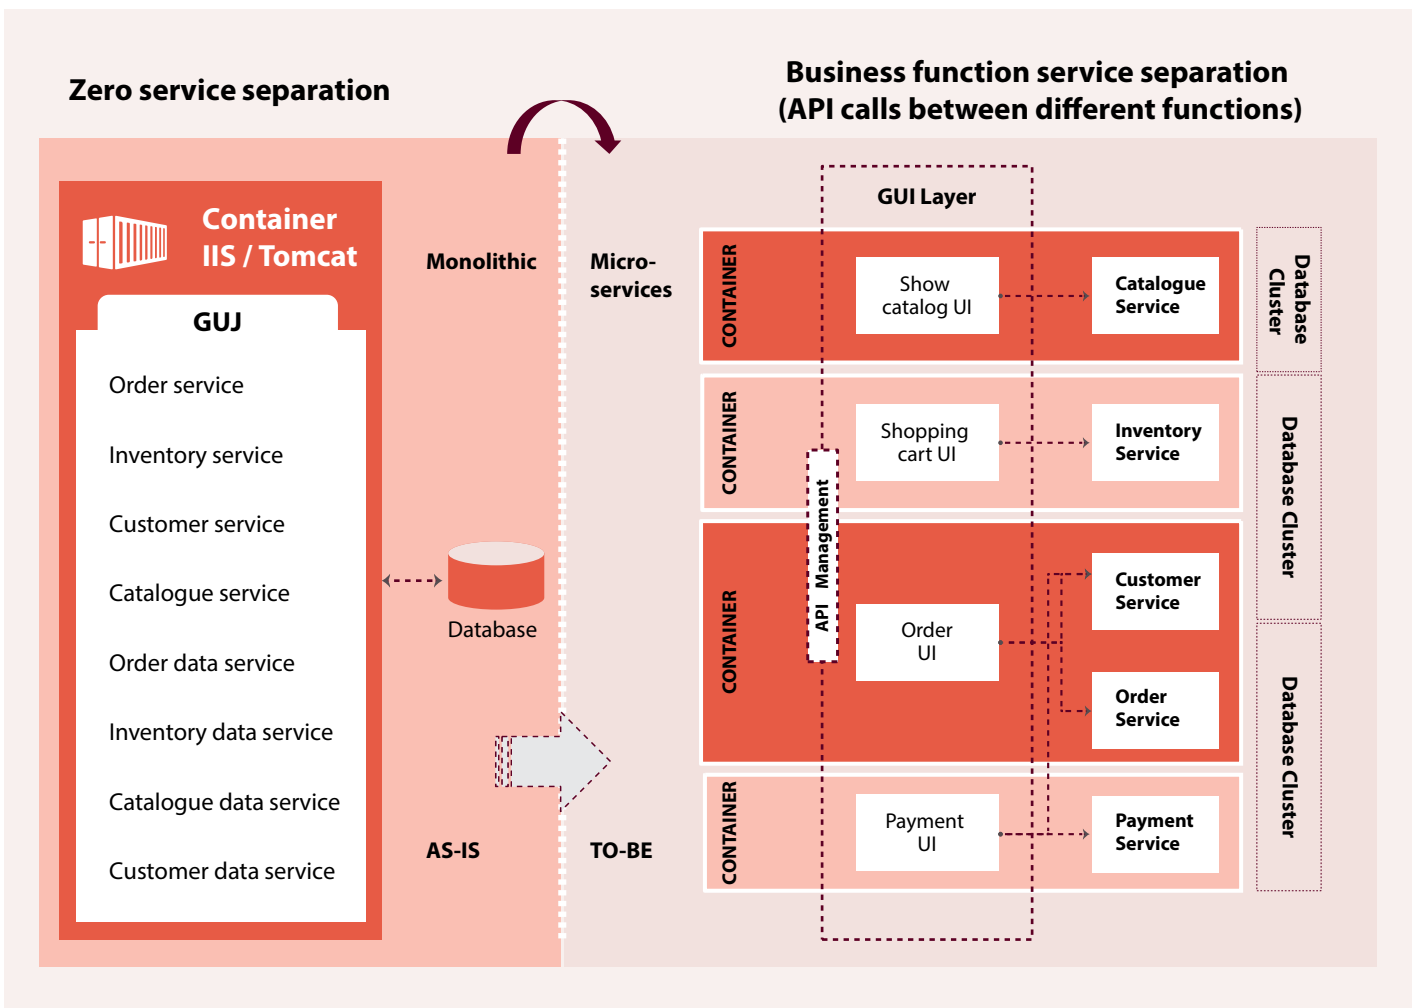 Zero service separation
Business function service separation
(API calls between different functions)
Container
IIS / Tomcat
GUJ
Order service
Inventory service
Customer service
Catalogue service
Order data service
Inventory data service
Catalogue data service
Customer data service
Monolithic
Database
AS-IS
Micro-
services
TO-BE
GUI Layer
API Management
CONTAINER
Show
catalog UI
Catalogue
Service
CONTAINER
Shopping
cart UI
Inventory
Service
CONTAINER
Order
UI
Customer
Service
Order
Service
CONTAINER
Payment
UI
Payment
Service
Database
Cluster
Database Cluster
Database Cluster